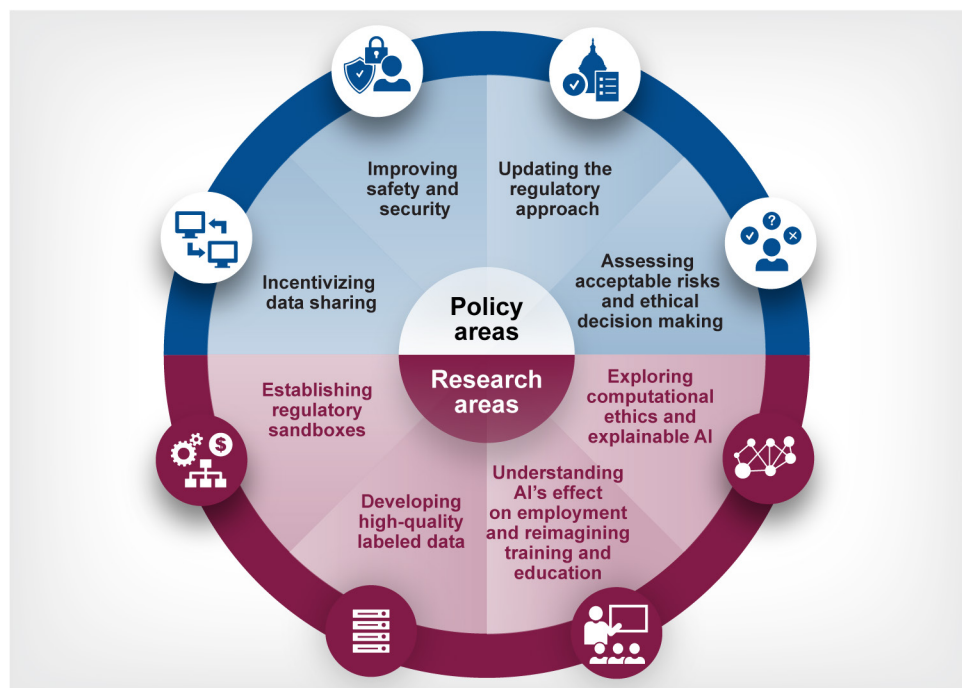 Improving
safety and
security
Updating the
regulatory
approach
Incentivizing
data sharing
Assessing
acceptable risks
and ethical
decision making
Policy
areas
Research
areas
Establishing
regulatory
sandboxes
Exploring
computational
ethics and
explainable AI
Developing
high-quality
labeled data
Understanding
AI's effect
on employment
and reimagining
training and
education
?
$